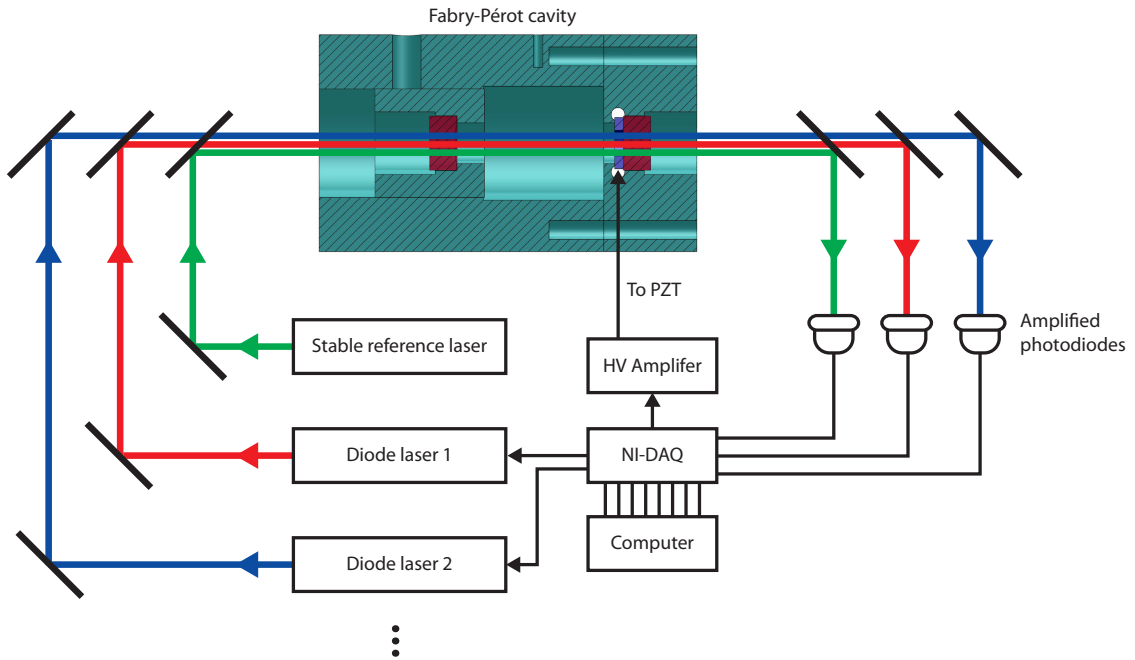 Fabry-Pérot cavity
To PZT
Stable reference laser
HV Amplifer
Amplified
photodiodes
Diode laser 1
NI-DAQ
Computer
Diode laser 2